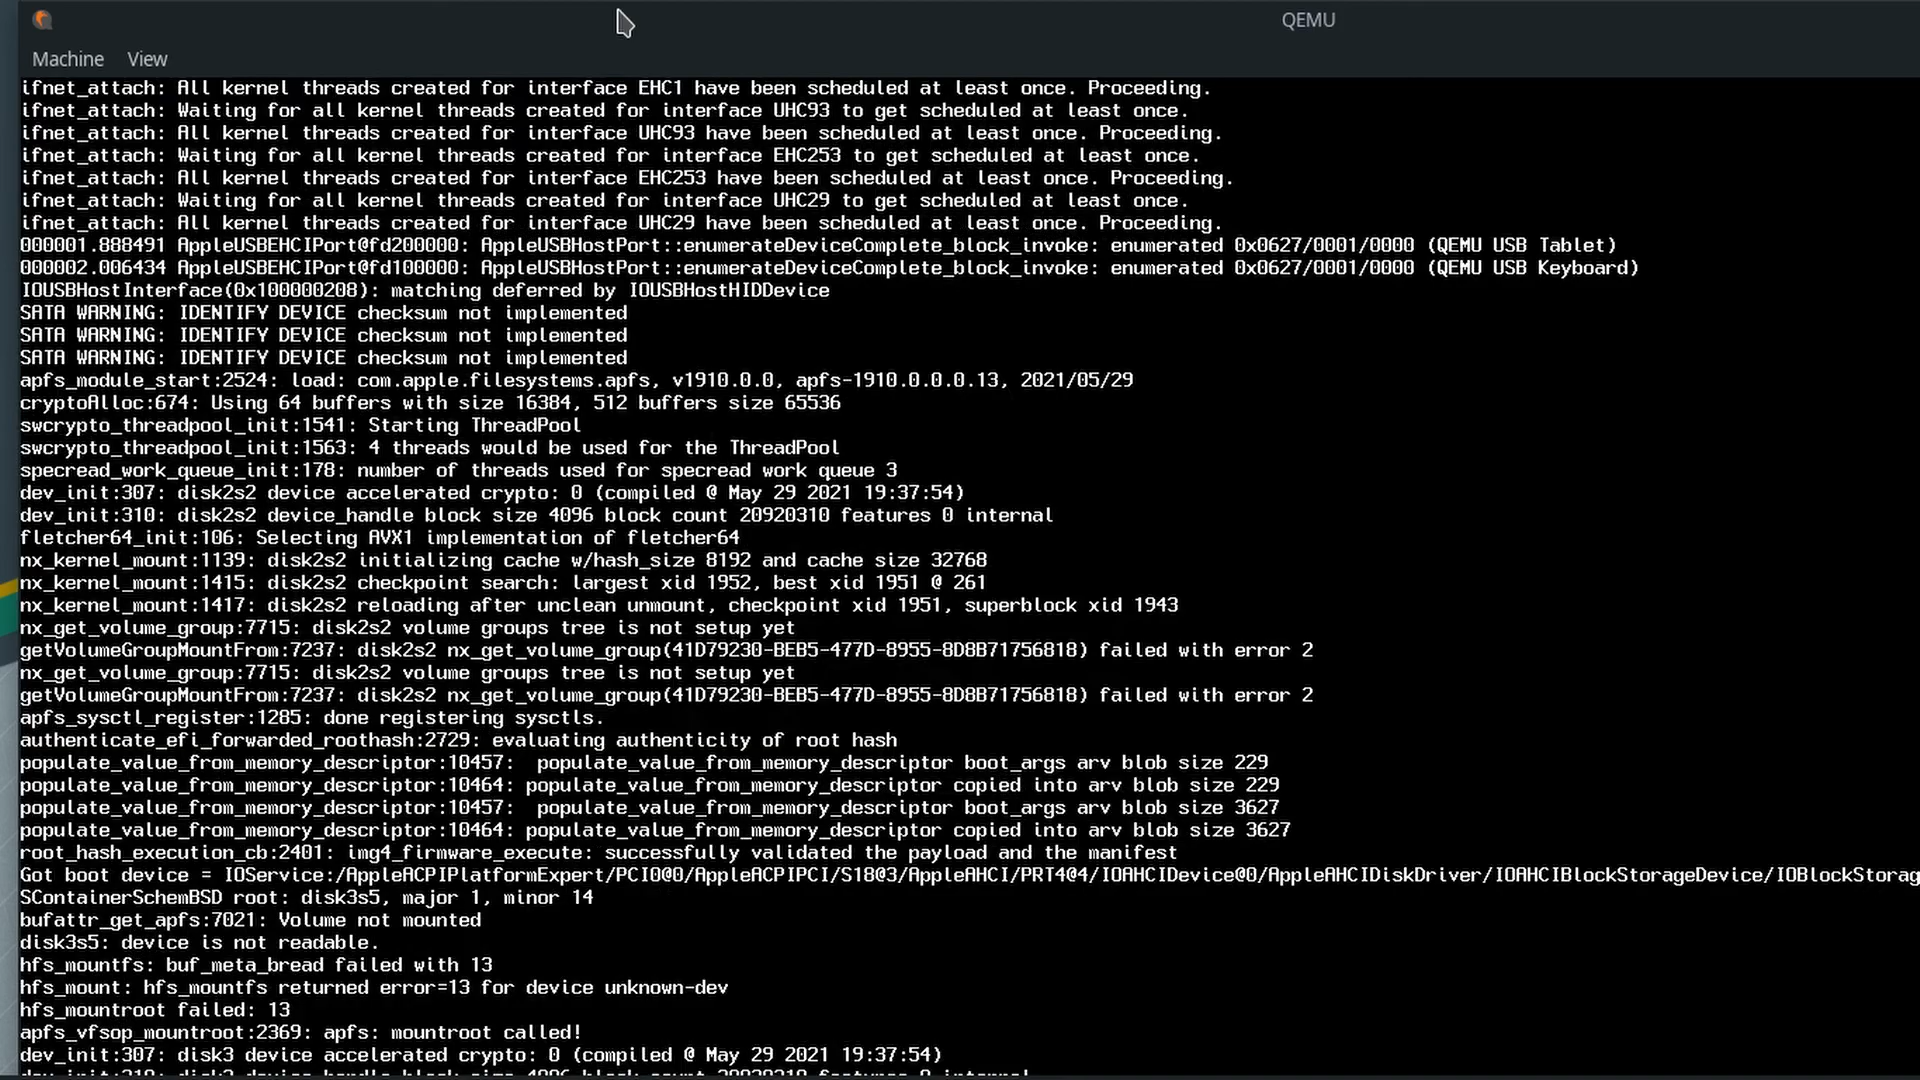 QEMU
Machine View
ifnet_attach: All kernel threads created for interface EHC1 have been scheduled at least once. Proceeding.
ifnet_attach: Waiting for all kernel threads created for interface UHC93 to get scheduled at least once.
ifnet_attach: All kernel threads created for interface UHC93 have been scheduled at least once. Proceeding.
ifnet_attach: Waiting for all kernel threads created for interface EHC253 to get scheduled at least once.
ifnet_attach: All kernel threads created for interface EHC253 have been scheduled at least once. Proceeding.
ifnet_attach: Waiting for all kernel threads created for interface UHC29 to get scheduled at least once.
ifnet_attach: All kernel threads created for interface UHC29 have been scheduled at least once. Proceeding.
000001.888491 AppleUSBEHCIPort@fd200000: AppleUSBHostPort::enumerateDeviceComplete_block_invoke: enumerated 0x0627/0001/0000 (QEMU USB Tablet)
000002.006434 AppleUSBEHCIPort@fd100000: AppleUSBHostPort::enumerateDeviceComplete_block_invoke: enumerated 0x0627/0001/0000 (QEMU USB Keyboard)
IOUSBHostInterface(0x100000208): matching deferred by IOUSBHostHIDDevice
SATA WARNING: IDENTIFY DEVICE checksum not implemented
SATA WARNING: IDENTIFY DEVICE checksum not implemented
SATA WARNING: IDENTIFY DEVICE checksum not implemented
apfs_module_start:2524: load: com.apple.filesystems.apfs, v1910.0.0, apfs-1910.0.0.0.13, 2021/05/29
cryptoAlloc:674: Using 64 buffers with size 16384, 512 buffers size 65536
swcrypto_threadpool_init:1541: Starting ThreadPool
swcrypto_threadpool_init:1563: 4 threads would be used for the ThreadPool
specread_work_queue_init:178: number of threads used for specread work queue 3
dev_init:307: disk2s2 device accelerated crypto: 0 (compiled @ May 29 2021 19:37:54)
dev_init:310: disk2s2 device_handle block size 4096 block count 20920310 features 0 internal
fletcher64_init:106: Selecting AVX1 implementation of fletcher64
nx_kernel_mount:1139: disk2s2 initializing cache w/hash_size 8192 and cache size 32768
nx_kernel_mount:1415: disk2s2 checkpoint search: largest xid 1952, best xid 1951 @ 261
nx_kernel_mount:1417: disk2s2 reloading after unclean unmount, checkpoint xid 1951, superblock xid 1943
nx_get_volume_group:7715: disk2s2 volume groups tree is not setup yet
getVolumeGroupMountFrom:7237: disk2s2 nx_get_volume_group(41D79230-BEB5-477D-8955-8D8B71756818) failed with error 2
nx_get_volume_group:7715: disk2s2 volume groups tree is not setup yet
getVolumeGroupMountFrom:7237: disk2s2 nx_get_volume_group(41D79230-BEB5-477D-8955-8D8B71756818) failed with error 2
apfs_sysctl_register:1285: done registering sysctls.
authenticate_efi_forwarded_roothash:2729: evaluating authenticity of root hash
populate_value_from_memory_descriptor:10457:  populate_value_from_memory_descriptor boot_args arv blob size 229
populate_value_from_memory_descriptor:10464: populate_value_from_memory_descriptor copied into arv blob size 229
populate_value_from_memory_descriptor:10457:  populate_value_from_memory_descriptor boot_args arv blob size 3627
populate_value_from_memory_descriptor:10464: populate_value_from_memory_descriptor copied into arv blob size 3627
root_hash_execution_cb:2401: img4_firmware_execute: successfully validated the payload and the manifest
Got boot device = IOService:/AppleACPIPlatformExpert/PCI0@0/AppleACPIPCI/S18@3/AppleAHCI/PRT4@4/IOAHCIDevice@0/AppleAHCIDiskDriver/IOAHCIBlockStorageDevice/IOBlockStorag
SContainerSchemBSD root: disk3s5, major 1, minor 14
bufattr_get_apfs:7021: Volume not mounted
disk3s5: device is not readable.
hfs_mountfs: buf_meta_bread failed with 13
hfs_mount: hfs_mountfs returned error=13 for device unknown-dev
hfs_mountroot failed: 13
apfs_vfsop_mountroot:2369: apfs: mountroot called!
dev_init:307: disk3 device accelerated crypto: 0 (compiled @ May 29 2021 19:37:54)
dev_init:310: disk3 device_handle block size 4096 block count 20920310 features 0 internal